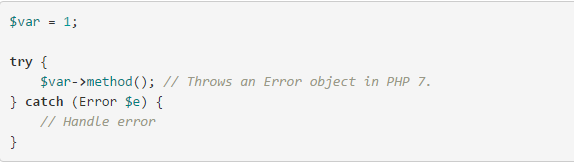 $var = 1;
try {
$var->method(); // Throws an Error object in PHP 7.
} catch (Error $e) {
// Handle error
}